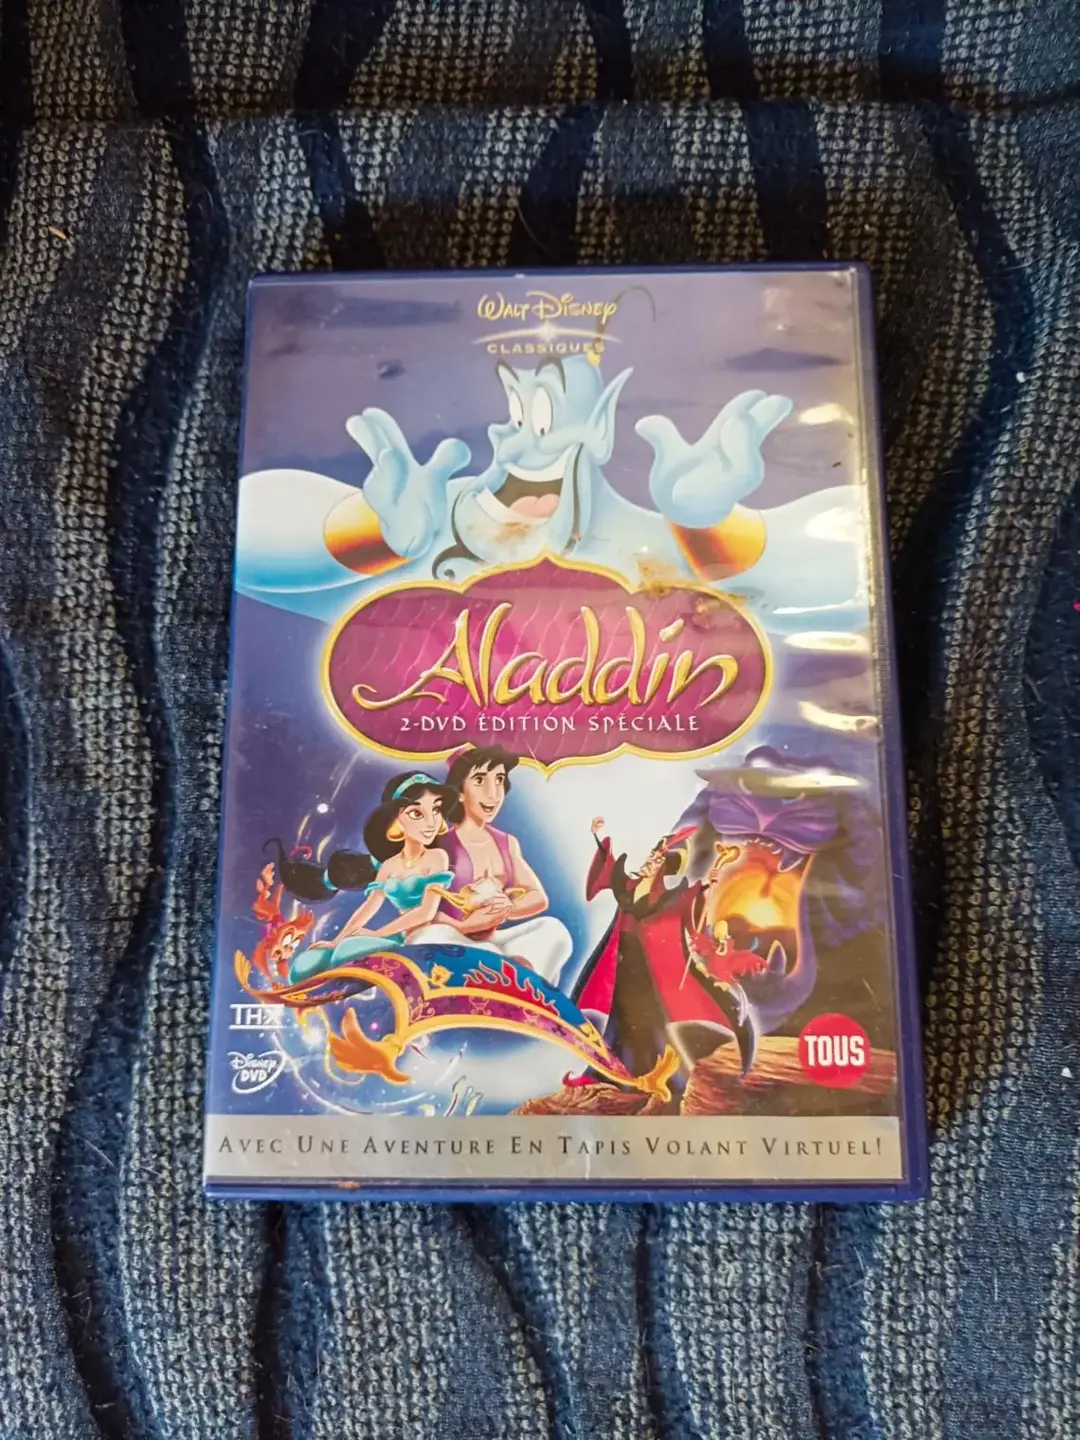 WALT DISNEY
CLASSIQUES
Aladdin
2-DVD ÉDITION SPÉCIALE
THX
DISNEY
DVD
TOUS
AVEC UNE AVENTURE EN TAPIS VOLANT VIRTUEL!